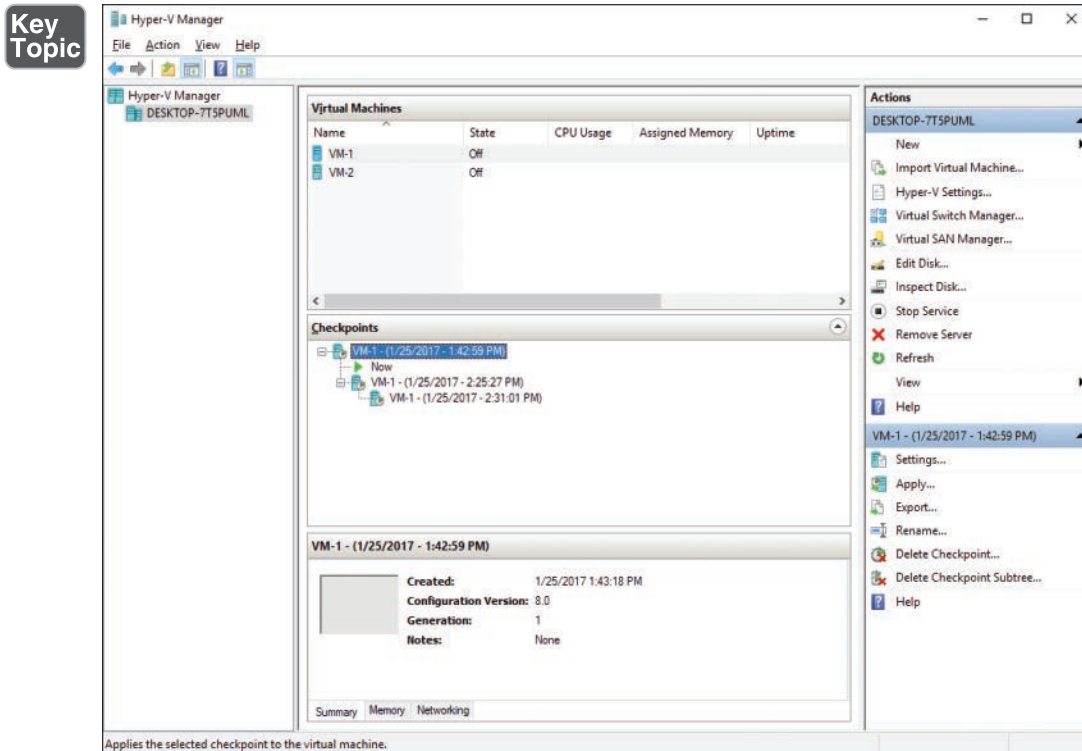 Key
Topic
Hyper-V Manager
File Action View Help
Hyper-V Manager
DESKTOP-7T5PUML
Virtual Machines
Name State CPU Usage Assigned Memory Uptime
VM-1 Off
VM-2 Off
Checkpoints
VM-1 - (1/25/2017 - 1:42:59 PM)
Now
VM-1 - (1/25/2017 - 2:25:27 PM)
VM-1 - (1/25/2017 - 2:31:01 PM)
VM-1 - (1/25/2017 - 1:42:59 PM)
Created: 1/25/2017 1:43:18 PM
Configuration Version: 8.0
Generation: 1
Notes: None
Summary Memory Networking
Actions
DESKTOP-7T5PUML
New
Import Virtual Machine...
Hyper-V Settings...
Virtual Switch Manager...
Virtual SAN Manager...
Edit Disk...
Inspect Disk...
Stop Service
Remove Server
Refresh
View
Help
VM-1 - (1/25/2017 - 1:42:59 PM)
Settings...
Apply...
Export...
Rename...
Delete Checkpoint...
Delete Checkpoint Subtree...
Help
Applies the selected checkpoint to the virtual machine.